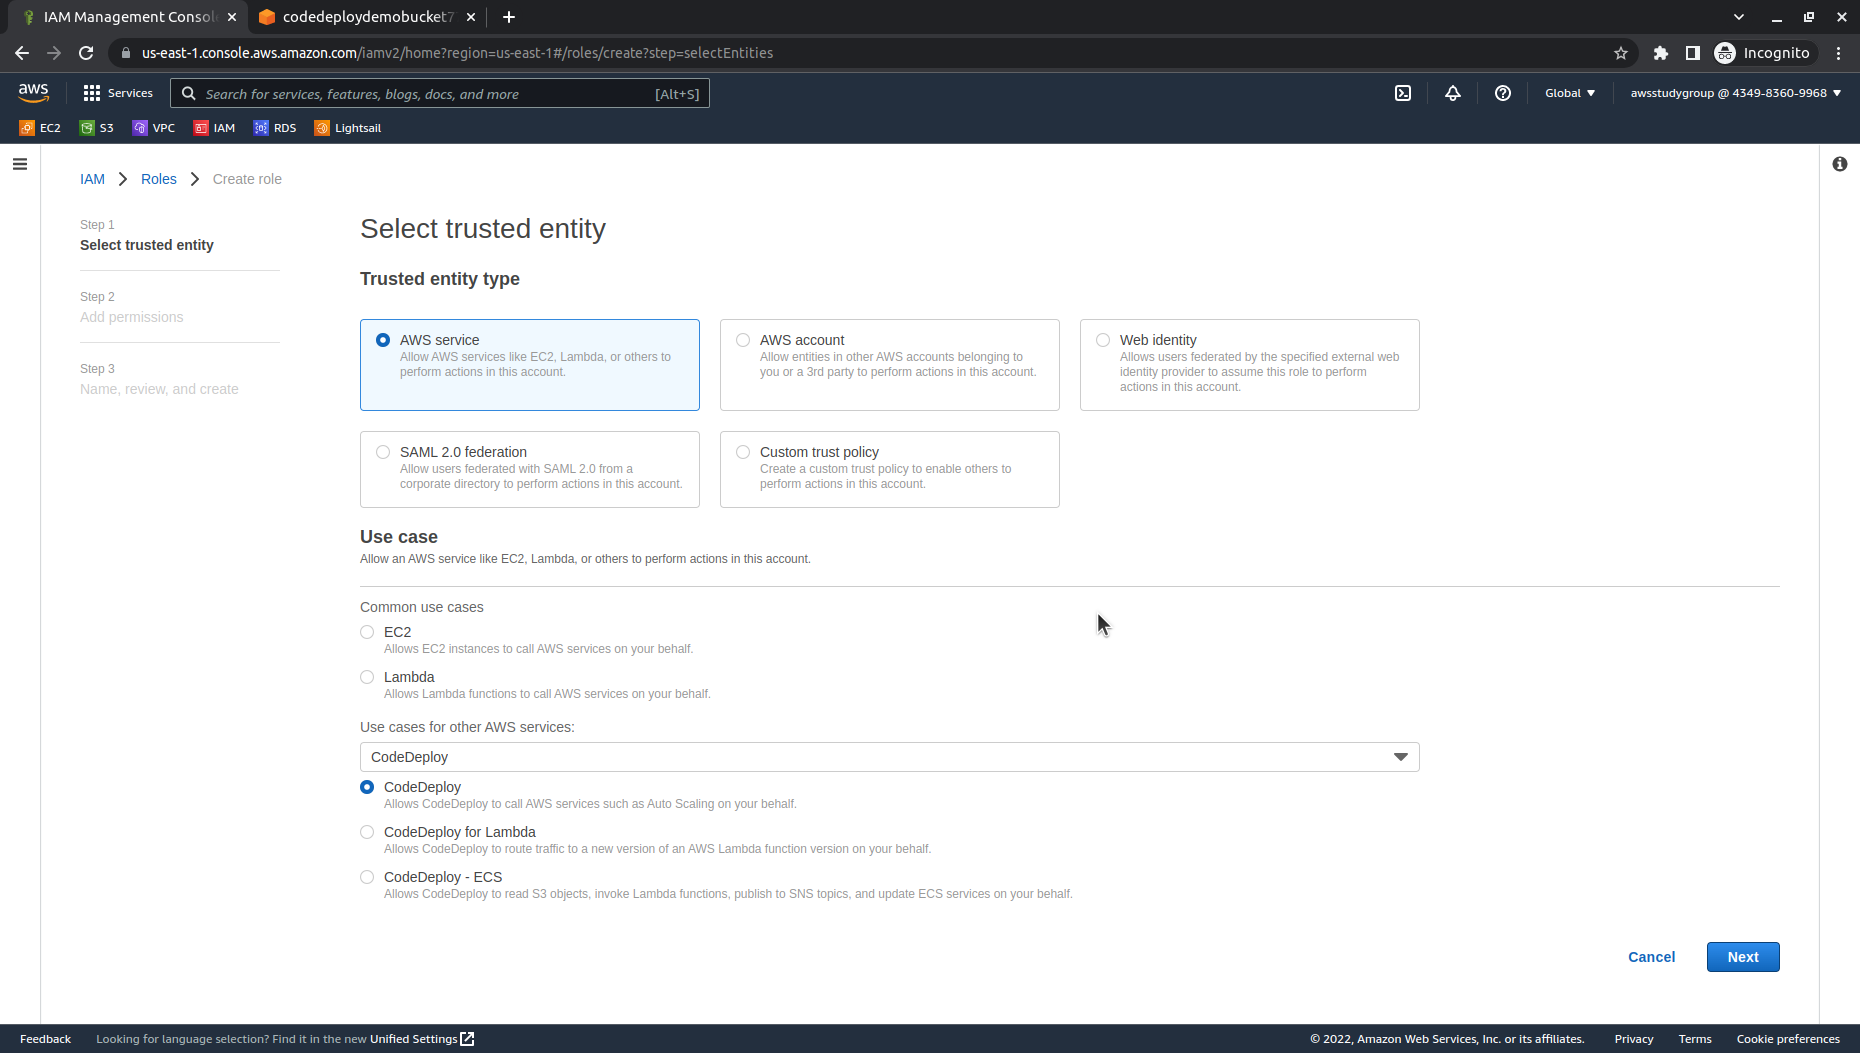 IAM Management Consol
codedeploydemobucket7
us-east-1.console.aws.amazon.com/iamv2/home?region=us-east-1#/roles/create?step=selectEntities
Incognito
aws
Services
Search for services, features, blogs, docs, and more
[Alt+S]
Global
awsstudygroup @ 4349-8360-9968
EC2
S3
VPC
IAM
RDS
Lightsail
IAM
Roles
Create role
Step 1
Select trusted entity
Step 2
Add permissions
Step 3
Name, review, and create
Select trusted entity
Trusted entity type
AWS service
Allow AWS services like EC2, Lambda, or others to
perform actions in this account.
AWS account
Allow entities in other AWS accounts belonging to
you or a 3rd party to perform actions in this account.
Web identity
Allows users federated by the specified external web
identity provider to assume this role to perform
actions in this account.
SAML 2.0 federation
Allow users federated with SAML 2.0 from a
corporate directory to perform actions in this account.
Custom trust policy
Create a custom trust policy to enable others to
perform actions in this account.
Use case
Allow an AWS service like EC2, Lambda, or others to perform actions in this account.
Common use cases
EC2
Allows EC2 instances to call AWS services on your behalf.
Lambda
Allows Lambda functions to call AWS services on your behalf.
Use cases for other AWS services:
CodeDeploy
CodeDeploy
Allows CodeDeploy to call AWS services such as Auto Scaling on your behalf.
CodeDeploy for Lambda
Allows CodeDeploy to route traffic to a new version of an AWS Lambda function version on your behalf.
CodeDeploy - ECS
Allows CodeDeploy to read S3 objects, invoke Lambda functions, publish to SNS topics, and update ECS services on your behalf.
Cancel
Next
Feedback
Looking for language selection? Find it in the new Unified Settings
© 2022, Amazon Web Services, Inc. or its affiliates.
Privacy
Terms
Cookie preferences